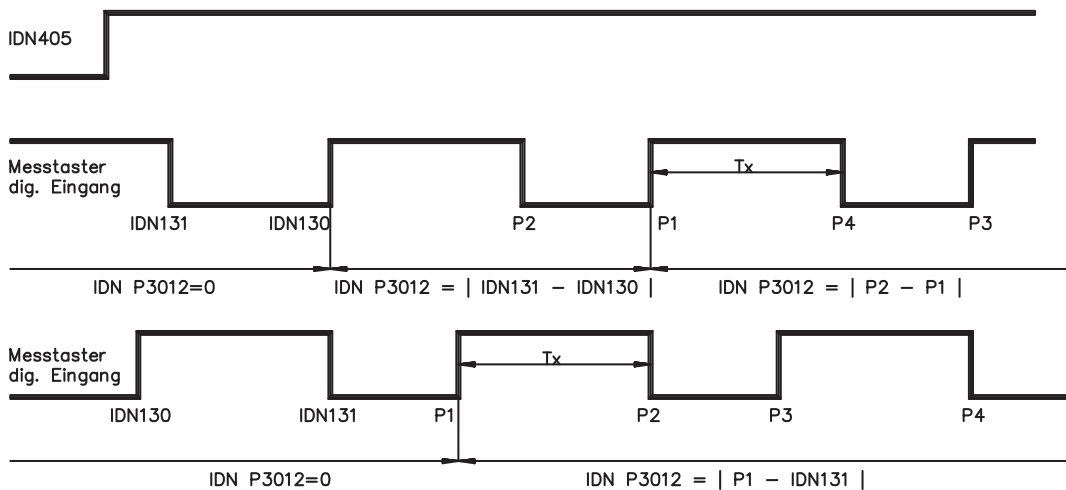 IDN405
Messtaster
dig. Eingang
Tx
IDN131 IDN130 P2 P1 P4 P3
IDN P3012=0 IDN P3012 = | IDN131 - IDN130 | IDN P3012 = | P2 - P1 |
Messtaster
dig. Eingang
Tx
IDN130 IDN131 P1 P2 P3 P4
IDN P3012=0 IDN P3012 = | P1 - IDN131 |